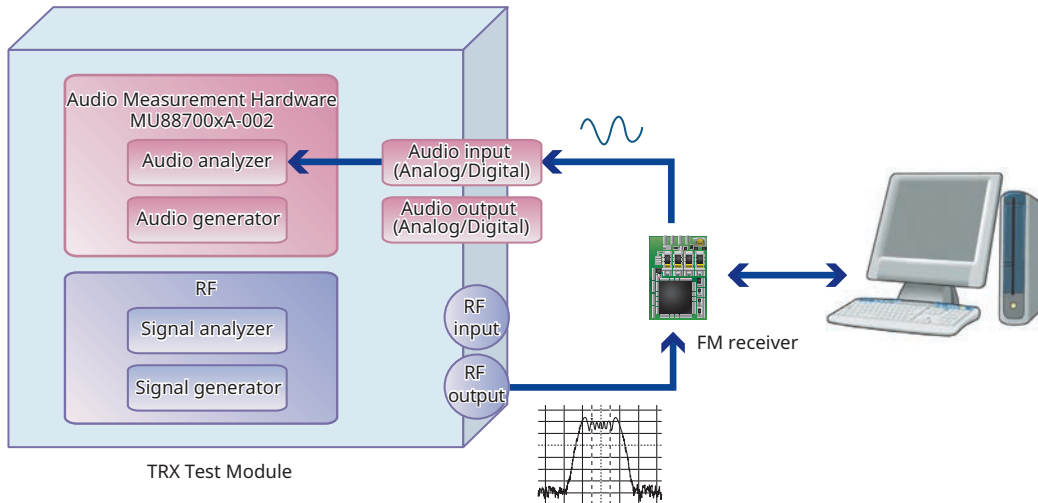 Audio Measurement Hardware
MU88700xA-002
Audio analyzer
Audio generator
Audio input
(Analog/Digital)
Audio output
(Analog/Digital)
RF
Signal analyzer
Signal generator
RF
input
RF
output
FM receiver
TRX Test Module